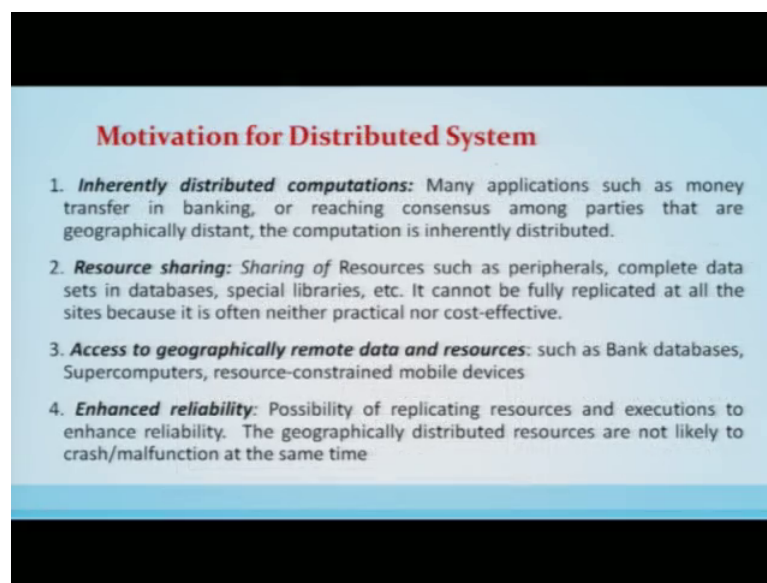 Motivation for Distributed System
1. Inherently distributed computations: Many applications such as money
transfer in banking, or reaching consensus among parties that are
geographically distant, the computation is inherently distributed.
2. Resource sharing: Sharing of Resources such as peripherals, complete data
sets in databases, special libraries, etc. It cannot be fully replicated at all the
sites because it is often neither practical nor cost-effective.
3. Access to geographically remote data and resources: such as Bank databases,
Supercomputers, resource-constrained mobile devices
4. Enhanced reliability: Possibility of replicating resources and executions to
enhance reliability. The geographically distributed resources are not likely to
crash/malfunction at the same time